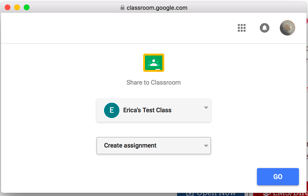 classroom.google.com
Share to Classroom
E Erica's Test Class
Create assignment
GO